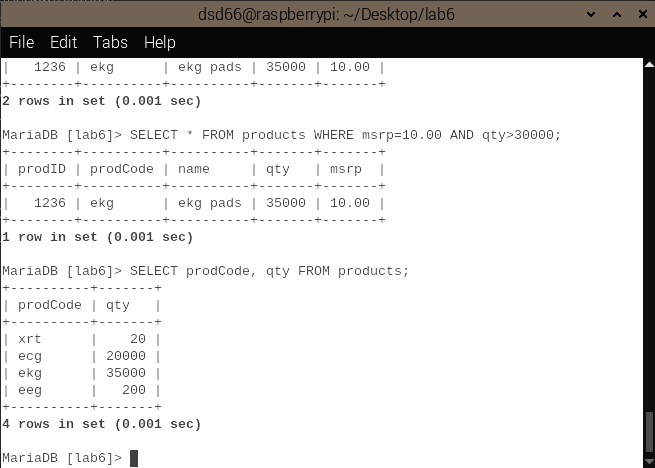 dsd66@raspberrypi: ~/Desktop/lab6
File Edit Tabs Help
|   1236 | ekg      | ekg pads | 35000 | 10.00 |
+--------+----------+----------+-------+-------+
2 rows in set (0.001 sec)
MariaDB [lab6]> SELECT * FROM products WHERE msrp=10.00 AND qty>30000;
+--------+----------+----------+-------+-------+
| prodID | prodCode | name     | qty   | msrp  |
+--------+----------+----------+-------+-------+
|   1236 | ekg      | ekg pads | 35000 | 10.00 |
+--------+----------+----------+-------+-------+
1 row in set (0.001 sec)
MariaDB [lab6]> SELECT prodCode, qty FROM products;
+----------+-------+
| prodCode | qty   |
+----------+-------+
| xrt      |    20 |
| ecg      | 20000 |
| ekg      | 35000 |
| eeg      |   200 |
+----------+-------+
4 rows in set (0.001 sec)
MariaDB [lab6]>